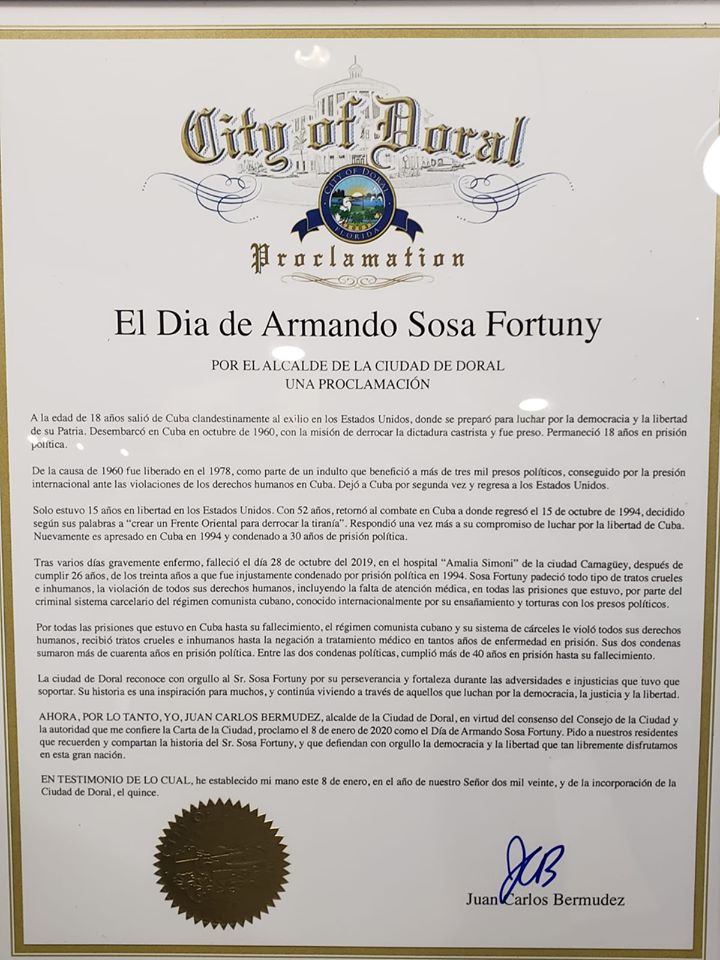 City of Doral
CITY OF DORAL
FLORIDA
Proclamation
El Dia de Armando Sosa Fortuny
POR EL ALCALDE DE LA CIUDAD DE DORAL
UNA PROCLAMACIÓN
A la edad de 18 años salió de Cuba clandestinamente al exilio en los Estados Unidos, donde se preparó para luchar por la democracia y la libertad
de su Patria. Desembarcó en Cuba en octubre de 1960, con la misión de derrocar la dictadura castrista y fue preso. Permaneció 18 años en prisión
política.
De la causa de 1960 fue liberado en el 1978, como parte de un indulto que benefició a más de tres mil presos políticos, conseguido por la presión
internacional ante las violaciones de los derechos humanos en Cuba. Dejó a Cuba por segunda vez y regresa a los Estados Unidos.
Solo estuvo 15 años en libertad en los Estados Unidos. Con 52 años, retornó al combate en Cuba a donde regresó el 15 de octubre de 1994, decidido
según sus palabras a “crear un Frente Oriental para derrocar la tiranía”. Respondió una vez más a su compromiso de luchar por la libertad de Cuba.
Nuevamente es apresado en Cuba en 1994 y condenado a 30 años de prisión política.
Tras varios días gravemente enfermo, falleció el día 28 de octubre del 2019, en el hospital “Amalia Simoni” de la ciudad Camagüey, después de
cumplir 26 años, de los treinta años a que fue injustamente condenado por prisión política en 1994. Sosa Fortuny padeció todo tipo de tratos crueles
e inhumanos, la violación de todos sus derechos humanos, incluyendo la falta de atención médica, en todas las prisiones que estuvo, por parte del
criminal sistema carcelario del régimen comunista cubano, conocido internacionalmente por su ensañamiento y torturas con los presos políticos.
Por todas las prisiones que estuvo en Cuba hasta su fallecimiento, el régimen comunista cubano y su sistema de cárceles le violó todos sus derechos
humanos, recibió tratos crueles e inhumanos hasta la negación a tratamiento médico en tantos años de enfermedad en prisión. Sus dos condenas
sumaron más de cuarenta años en prisión política. Entre las dos condenas políticas, cumplió más de 40 años en prisión hasta su fallecimiento.
La ciudad de Doral reconoce con orgullo al Sr. Sosa Fortuny por su perseverancia y fortaleza durante las adversidades e injusticias que tuvo que
soportar. Su historia es una inspiración para muchos, y continúa viviendo a través de aquellos que luchan por la democracia, la justicia y la libertad.
AHORA, POR LO TANTO, YO, JUAN CARLOS BERMUDEZ, alcalde de la Ciudad de Doral, en virtud del consenso del Consejo de la Ciudad y
la autoridad que me confiere la Carta de la Ciudad, proclamo el 8 de enero de 2020 como el Día de Armando Sosa Fortuny. Pido a nuestros residentes
que recuerden y compartan la historia del Sr. Sosa Fortuny, y que defiendan con orgullo la democracia y la libertad que tan libremente disfrutamos
en esta gran nación.
EN TESTIMONIO DE LO CUAL, he establecido mi mano este 8 de enero, en el año de nuestro Señor dos mil veinte, y de la incorporación de la
Ciudad de Doral, el quince.
JCB
Juan Carlos Bermudez